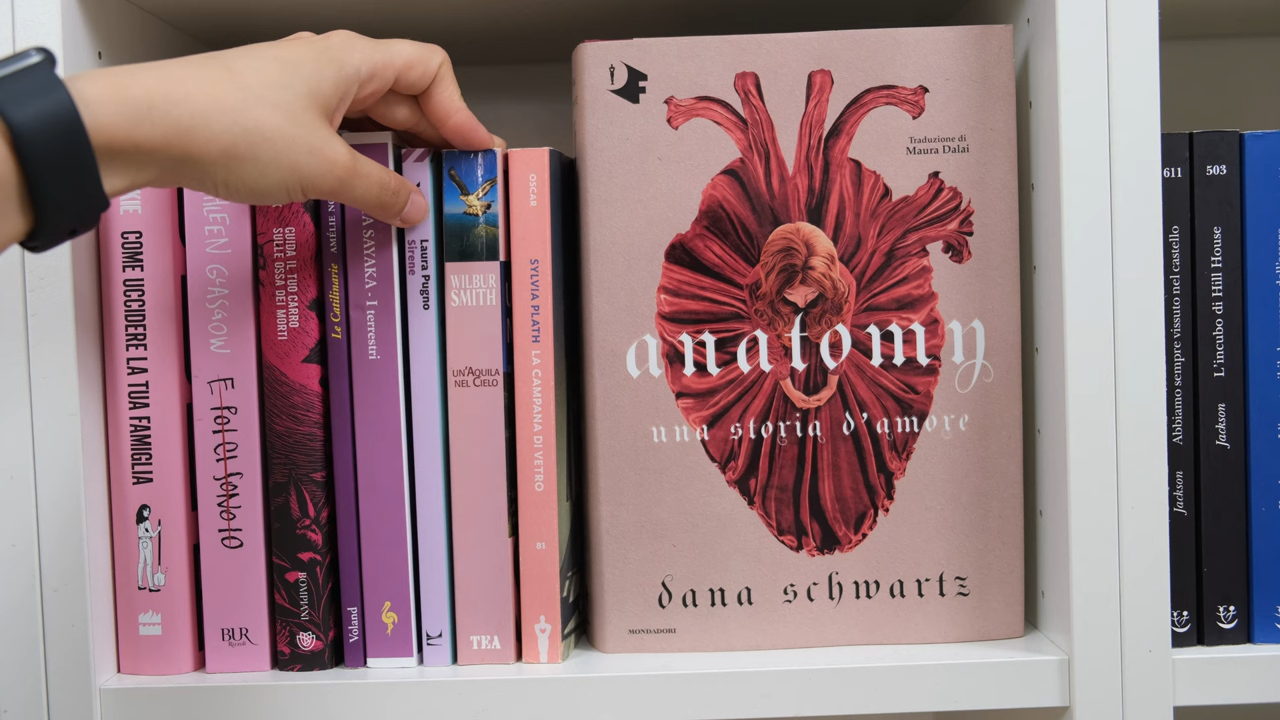 COME UCCIDERE LA TUA FAMIGLIA
GLASGOW
E POI CI SONO IO
BUR
Rizzoli
GUIDA IL TUO CARRO
SULLE OSSA DEI MORTI
BOMPIANI
Le Catilinarie
Voland
SAYAKA - I terrestri
Laura Pugno
Sirene
WILBUR
SMITH
UN'AQUILA
NEL CIELO
TEA
OSCAR
SYLVIA PLATH LA CAMPANA DI VETRO
81
Traduzione di
Maura Dalai
anatomy
una storia d'amore
dana schwartz
MONDADORI
611
Abbiamo sempre vissuto nel castello
Jackson
503
L'incubo di Hill House
Jackson